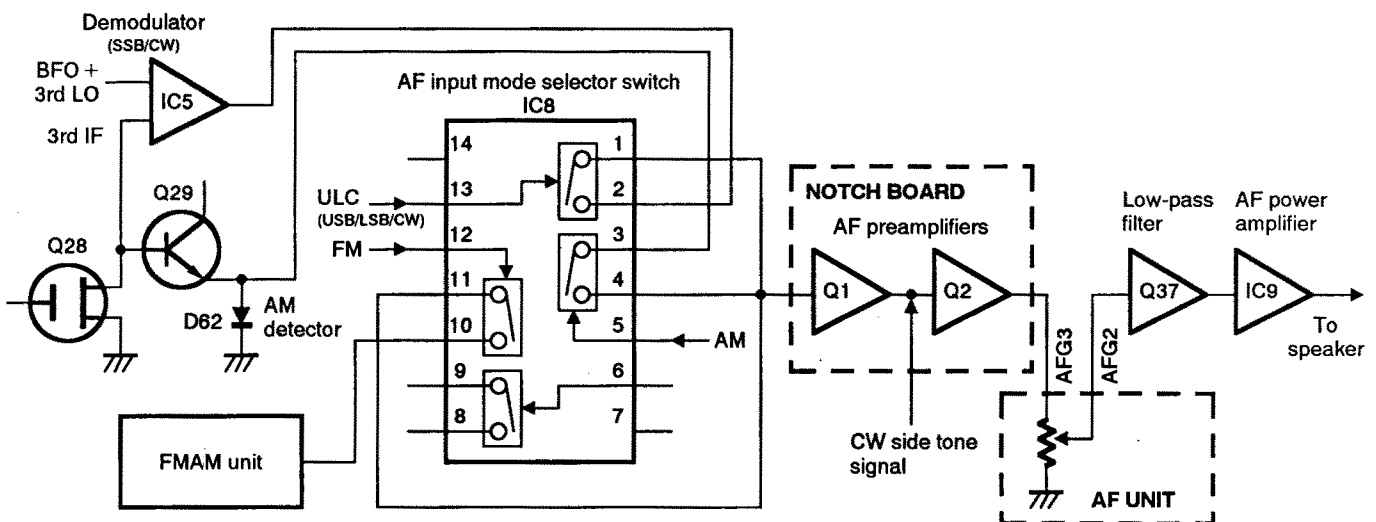 Demodulator
(SSB/CW)
BFO +
3rd LO
IC5
3rd IF
AF input mode selector switch
IC8
Q29
Q28
D62
AM
detector
ULC
(USB/LSB/CW)
FM
14
13
12
11
10
9
8
1
2
3
4
5
6
7
AM
FMAM unit
NOTCH BOARD
AF preamplifiers
Q1
Q2
CW side tone
signal
AFG3
AFG2
Low-pass
filter
Q37
AF power
amplifier
IC9
To
speaker
AF UNIT